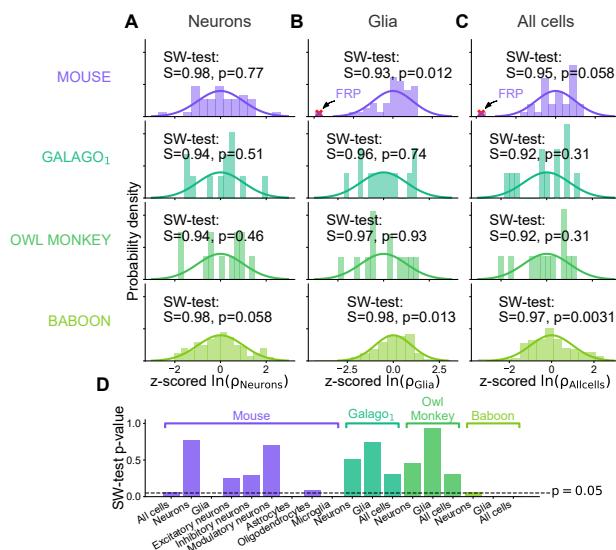 A Neurons B Glia C All cells
MOUSE
SW-test:
S=0.98, p=0.77
SW-test:
S=0.93, p=0.012
FRP
SW-test:
S=0.95, p=0.058
FRP
GALAGO1
SW-test:
S=0.94, p=0.51
SW-test:
S=0.96, p=0.74
SW-test:
S=0.92, p=0.31
Probability density
OWL MONKEY
SW-test:
S=0.94, p=0.46
SW-test:
S=0.97, p=0.93
SW-test:
S=0.92, p=0.31
BABOON
SW-test:
S=0.98, p=0.058
SW-test:
S=0.98, p=0.013
SW-test:
S=0.97, p=0.0031
−2 0 2
−2.5 0.0 2.5
−2 0 2
z-scored ln(ρNeurons)
z-scored ln(ρGlia)
z-scored ln(ρAllcells)
D
SW-test p-value
1.0
0.5
0.0
Mouse
Galago1
Owl
Monkey
Baboon
p = 0.05
All cells
Neurons
Glia
Excitatory neurons
Inhibitory neurons
Modulatory neurons
Astrocytes
Oligodendrocytes
Microglia
Neurons
Glia
All cells
Neurons
Glia
All cells
Neurons
Glia
All cells